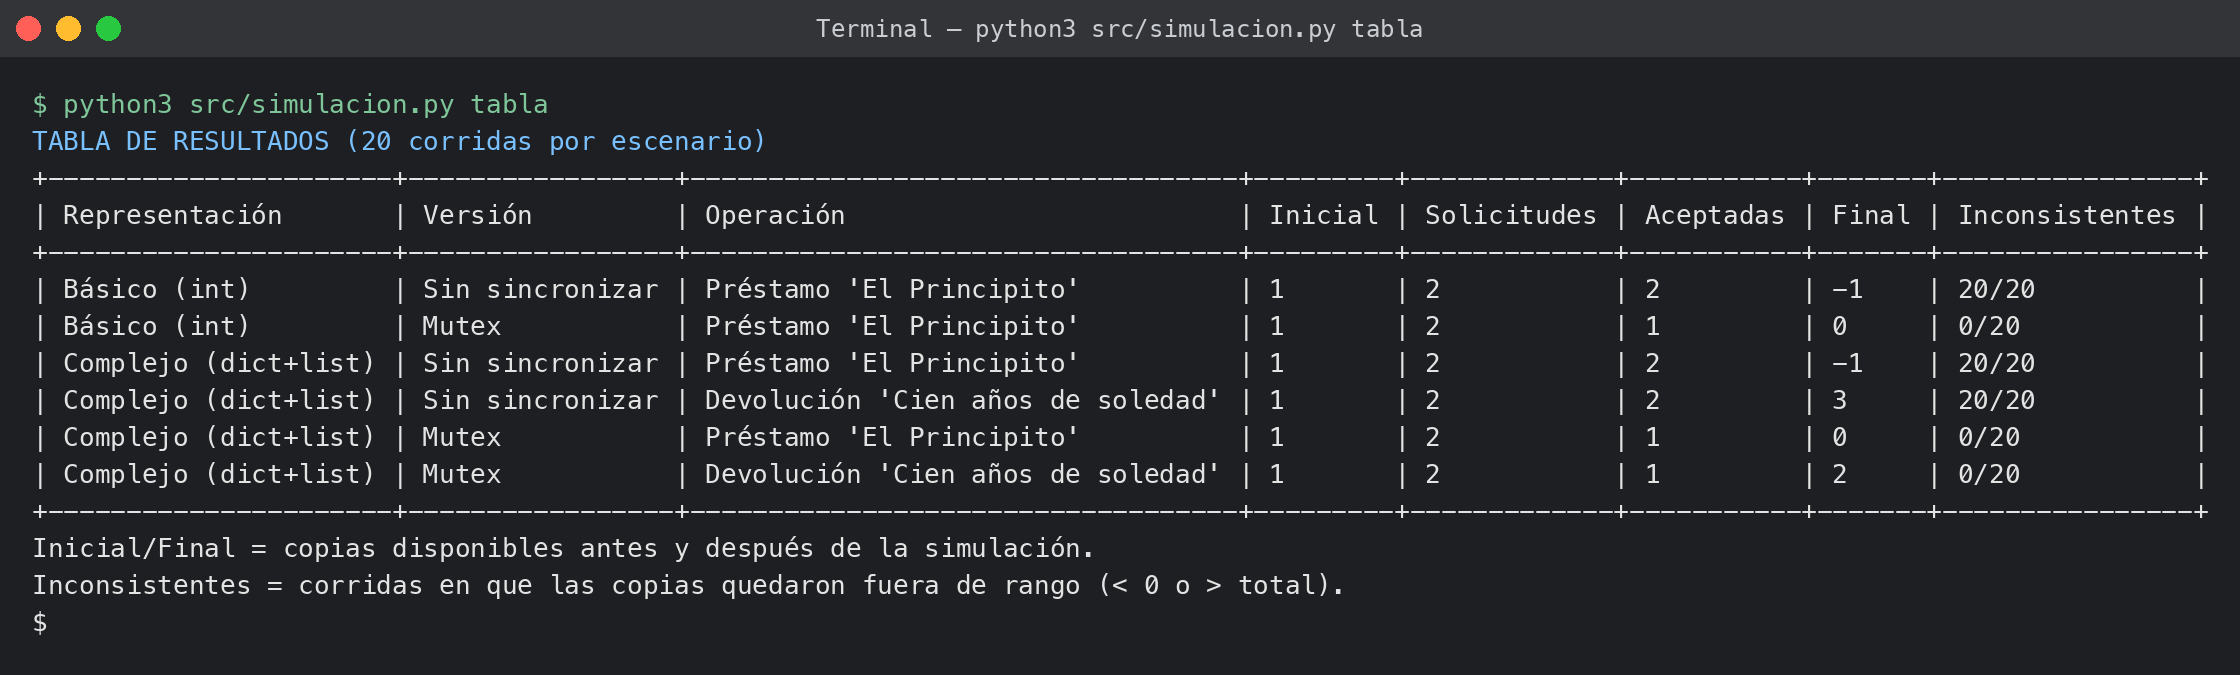 Terminal — python3 src/simulacion.py tabla
$ python3 src/simulacion.py tabla
TABLA DE RESULTADOS (20 corridas por escenario)
+----------------------+-----------------+-----------------------------------+---------+-------------+-----------+-------+----------------+
| Representación       | Versión         | Operación                         | Inicial | Solicitudes | Aceptadas | Final | Inconsistentes |
+----------------------+-----------------+-----------------------------------+---------+-------------+-----------+-------+----------------+
| Básico (int)         | Sin sincronizar | Préstamo 'El Principito'          | 1       | 2           | 2         | −1    | 20/20          |
| Básico (int)         | Mutex           | Préstamo 'El Principito'          | 1       | 2           | 1         | 0     | 0/20           |
| Complejo (dict+list) | Sin sincronizar | Préstamo 'El Principito'          | 1       | 2           | 2         | −1    | 20/20          |
| Complejo (dict+list) | Sin sincronizar | Devolución 'Cien años de soledad' | 1       | 2           | 2         | 3     | 20/20          |
| Complejo (dict+list) | Mutex           | Préstamo 'El Principito'          | 1       | 2           | 1         | 0     | 0/20           |
| Complejo (dict+list) | Mutex           | Devolución 'Cien años de soledad' | 1       | 2           | 1         | 2     | 0/20           |
+----------------------+-----------------+-----------------------------------+---------+-------------+-----------+-------+----------------+
Inicial/Final = copias disponibles antes y después de la simulación.
Inconsistentes = corridas en que las copias quedaron fuera de rango (< 0 o > total).
$